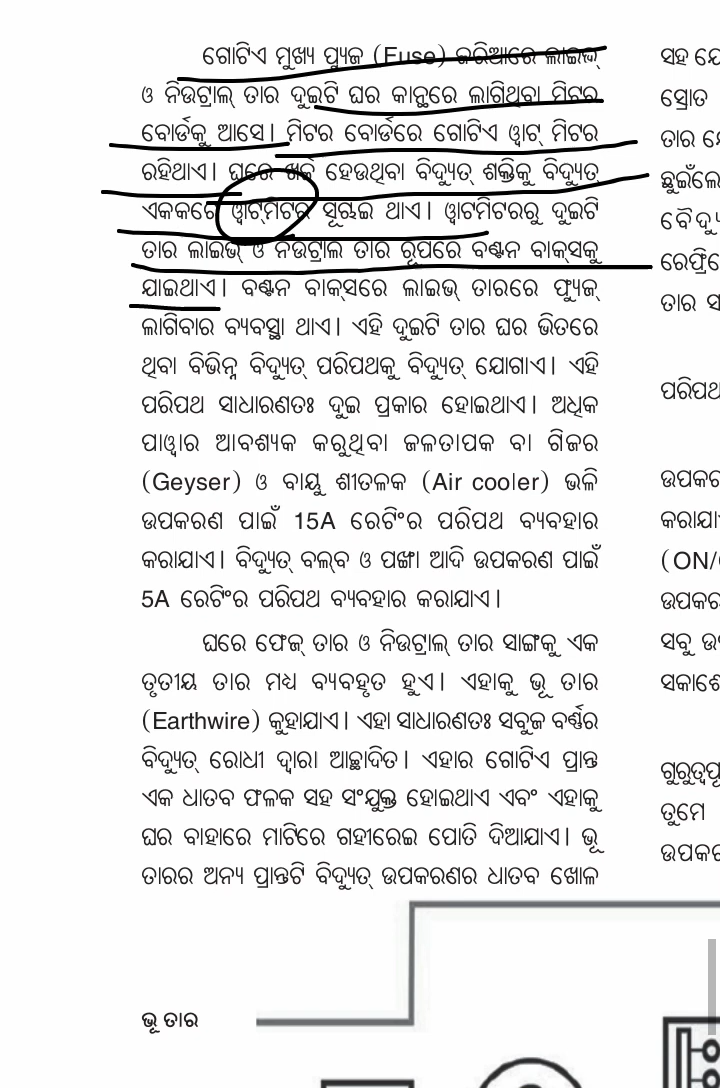 ଗୋଟିଏ ମୁଖ୍ୟ ଫ୍ୟୁଜ (Fuse) ଜରିଆରେ ଲାଇଭ୍
ଓ ନିଉଟ୍ରାଲ୍ ତାର ଦୁଇଟି ଘର କାନ୍ଥରେ ଲାଗିଥିବା ମିଟର
ବୋର୍ଡକୁ ଆସେ। ମିଟର ବୋର୍ଡରେ ଗୋଟିଏ ୱାଟ୍ ମିଟର
ରହିଥାଏ। ଘରେ ଖର୍ଚ୍ଚ ହେଉଥିବା ବିଦ୍ୟୁତ୍ ଶକ୍ତିକୁ ବିଦ୍ୟୁତ୍
ଏକକରେ ୱାଟ୍‌ମିଟର ସୂଚାଇ ଥାଏ। ୱାଟମିଟରରୁ ଦୁଇଟି
ତାର ଲାଇଭ୍ ଓ ନିଉଟ୍ରାଲ ତାର ରୂପରେ ବଣ୍ଟନ ବାକ୍ସକୁ
ଯାଇଥାଏ। ବଣ୍ଟନ ବାକ୍ସରେ ଲାଇଭ୍ ତାରରେ ଫ୍ୟୁଜ୍
ଲାଗିବାର ବ୍ୟବସ୍ଥା ଥାଏ। ଏହି ଦୁଇଟି ତାର ଘର ଭିତରେ
ଥିବା ବିଭିନ୍ନ ବିଦ୍ୟୁତ୍ ପରିପଥକୁ ବିଦ୍ୟୁତ୍ ଯୋଗାଏ। ଏହି
ପରିପଥ ସାଧାରଣତଃ ଦୁଇ ପ୍ରକାର ହୋଇଥାଏ। ଅଧିକ
ପାଓ୍ୱାର ଆବଶ୍ୟକ କରୁଥିବା ଜଳତାପକ ବା ଗିଜର
(Geyser) ଓ ବାୟୁ ଶୀତଳକ (Air cooler) ଭଳି
ଉପକରଣ ପାଇଁ 15A ରେଟିଂର ପରିପଥ ବ୍ୟବହାର
କରାଯାଏ। ବିଦ୍ୟୁତ୍ ବଲ୍‌ବ ଓ ପଙ୍ଖା ଆଦି ଉପକରଣ ପାଇଁ
5A ରେଟିଂର ପରିପଥ ବ୍ୟବହାର କରାଯାଏ।
ଘରେ ଫେଜ୍ ତାର ଓ ନିଉଟ୍ରାଲ୍ ତାର ସାଙ୍ଗକୁ ଏକ
ତୃତୀୟ ତାର ମଧ୍ୟ ବ୍ୟବହୃତ ହୁଏ। ଏହାକୁ ଭୂ ତାର
(Earthwire) କୁହାଯାଏ। ଏହା ସାଧାରଣତଃ ସବୁଜ ବର୍ଣ୍ଣର
ବିଦ୍ୟୁତ୍ ରୋଧୀ ଦ୍ୱାରା ଆଚ୍ଛାଦିତ। ଏହାର ଗୋଟିଏ ପ୍ରାନ୍ତ
ଏକ ଧାତବ ଫଳକ ସହ ସଂଯୁକ୍ତ ହୋଇଥାଏ ଏବଂ ଏହାକୁ
ଘର ବାହାରେ ମାଟିରେ ଗହୀରେଇ ପୋତି ଦିଆଯାଏ। ଭୂ
ତାରର ଅନ୍ୟ ପ୍ରାନ୍ତଟି ବିଦ୍ୟୁତ୍ ଉପକରଣର ଧାତବ ଖୋଳ
ଭୂ ତାର
ସହ
ସ୍ରୋତ
ତାର
ତାର
ସବୁ
ତୁମେ